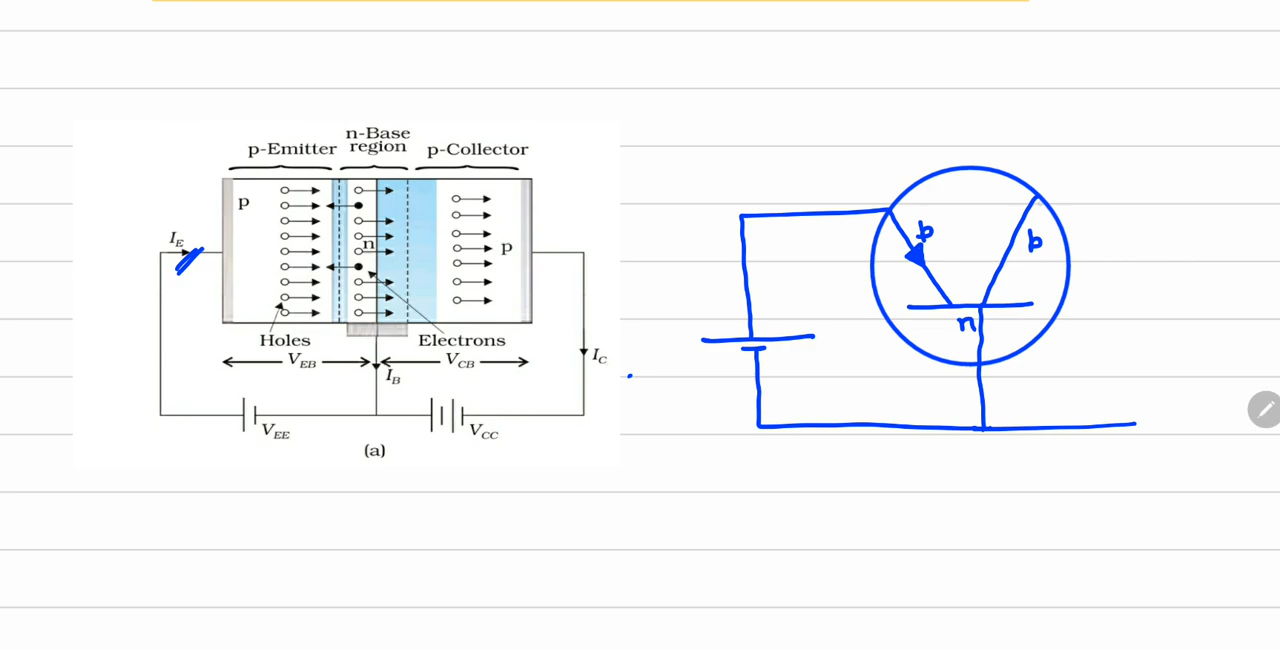 n-Base
p-Emitter region p-Collector
p
n
p
I_E
Holes
Electrons
V_EB
V_CB
I_B
I_C
V_EE
V_CC
(a)
p
p
n